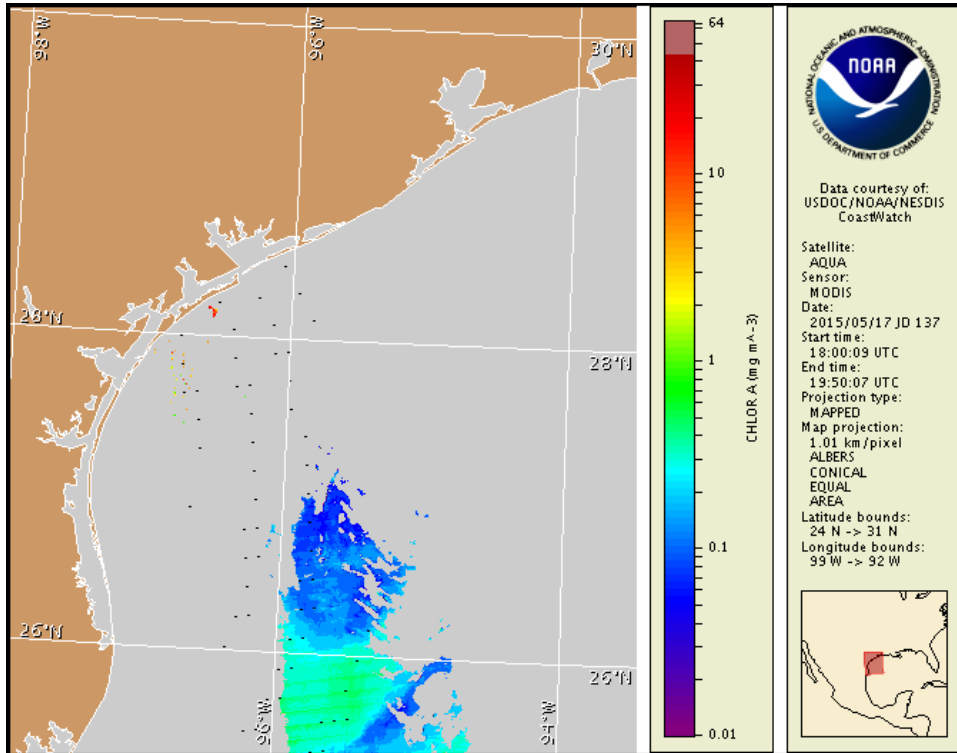 98°W
96°W
30°N
28°N
28°N
26°N
26°N
96°W
94°W
64
10
1
0.1
0.01
CHLOR A (mg m^-3)
NATIONAL OCEANIC AND ATMOSPHERIC ADMINISTRATION
NOAA
U.S. DEPARTMENT OF COMMERCE
Data courtesy of:
USDOC/NOAA/NESDIS
CoastWatch
Satellite:
AQUA
Sensor:
MODIS
Date:
2015/05/17 JD 137
Start time:
18:00:09 UTC
End time:
19:50:07 UTC
Projection type:
MAPPED
Map projection:
1.01 km/pixel
ALBERS
CONICAL
EQUAL
AREA
Latitude bounds:
24 N -> 31 N
Longitude bounds:
99 W -> 92 W